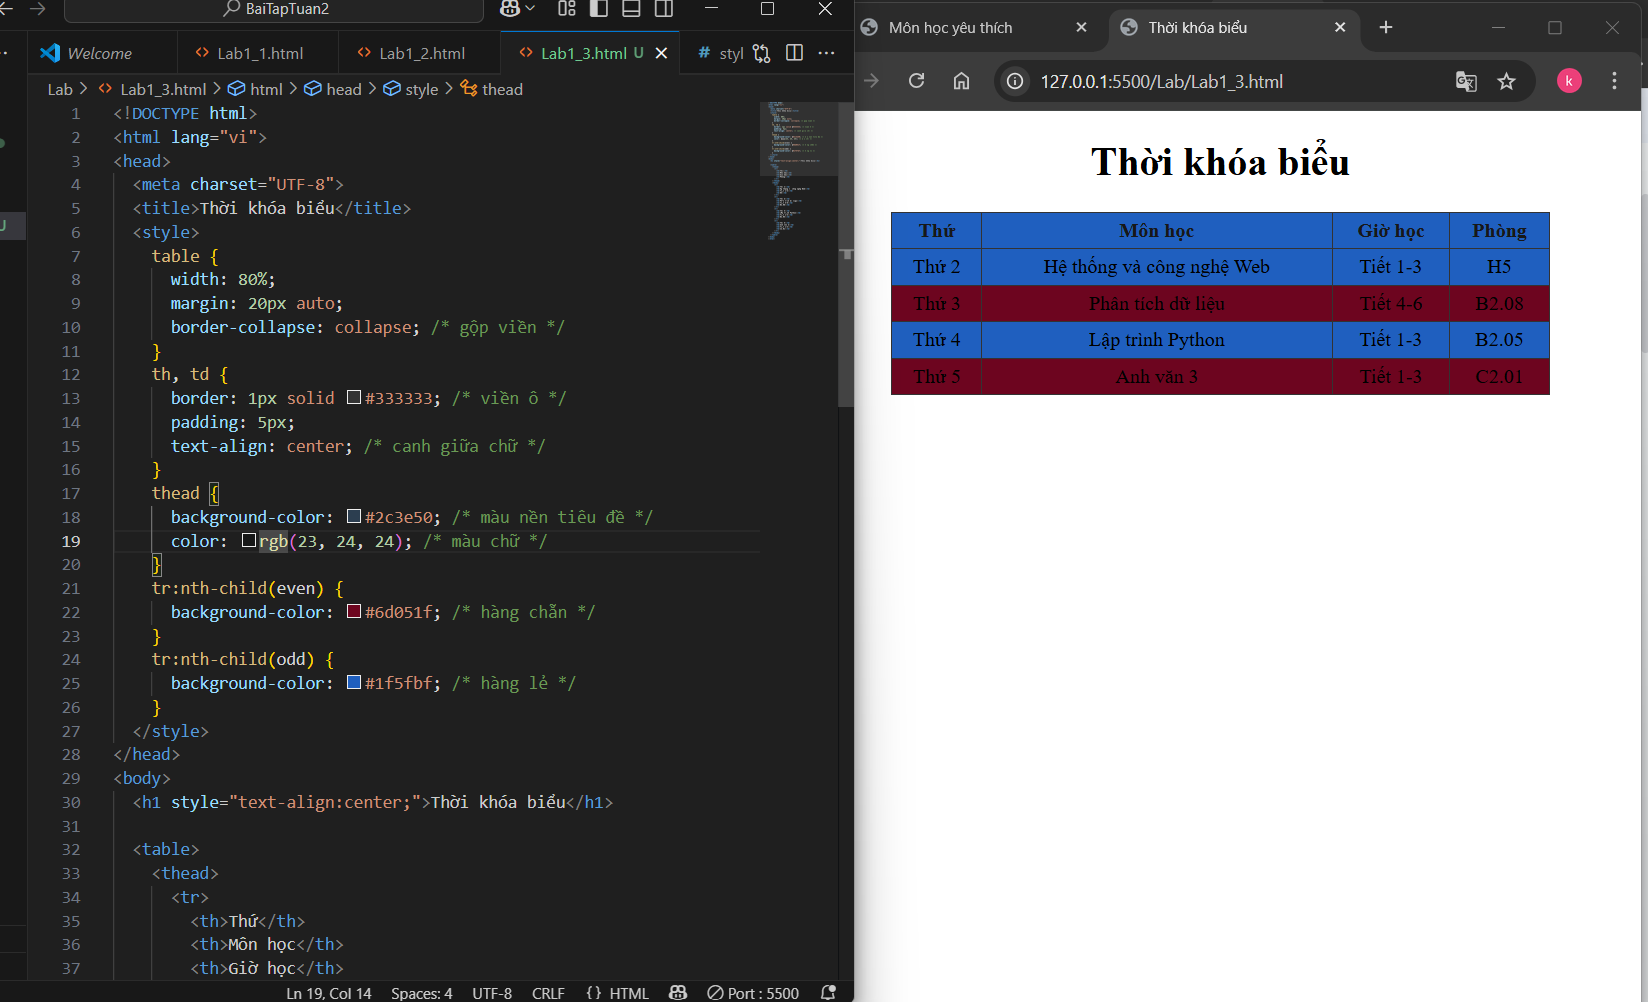 BaiTapTuan2
Welcome
Lab1_1.html
Lab1_2.html
Lab1_3.html U
# styl
Lab > Lab1_3.html > html > head > style > thead
1 <!DOCTYPE html>
2 <html lang="vi">
3 <head>
4 <meta charset="UTF-8">
5 <title>Thời khóa biểu</title>
6 <style>
7 table {
8 width: 80%;
9 margin: 20px auto;
10 border-collapse: collapse; /* gộp viền */
11 }
12 th, td {
13 border: 1px solid #333333; /* viền ô */
14 padding: 5px;
15 text-align: center; /* canh giữa chữ */
16 }
17 thead {
18 background-color: #2c3e50; /* màu nền tiêu đề */
19 color: rgb(23, 24, 24); /* màu chữ */
20 }
21 tr:nth-child(even) {
22 background-color: #6d051f; /* hàng chẵn */
23 }
24 tr:nth-child(odd) {
25 background-color: #1f5fbf; /* hàng lẻ */
26 }
27 </style>
28 </head>
29 <body>
30 <h1 style="text-align:center;">Thời khóa biểu</h1>
31
32 <table>
33 <thead>
34 <tr>
35 <th>Thứ</th>
36 <th>Môn học</th>
37 <th>Giờ học</th>
U
Ln 19, Col 14 Spaces: 4 UTF-8 CRLF {} HTML Port : 5500
Môn học yêu thích
Thời khóa biểu
127.0.0.1:5500/Lab/Lab1_3.html
k
Thời khóa biểu
Thứ Môn học Giờ học Phòng
Thứ 2 Hệ thống và công nghệ Web Tiết 1-3 H5
Thứ 3 Phân tích dữ liệu Tiết 4-6 B2.08
Thứ 4 Lập trình Python Tiết 1-3 B2.05
Thứ 5 Anh văn 3 Tiết 1-3 C2.01